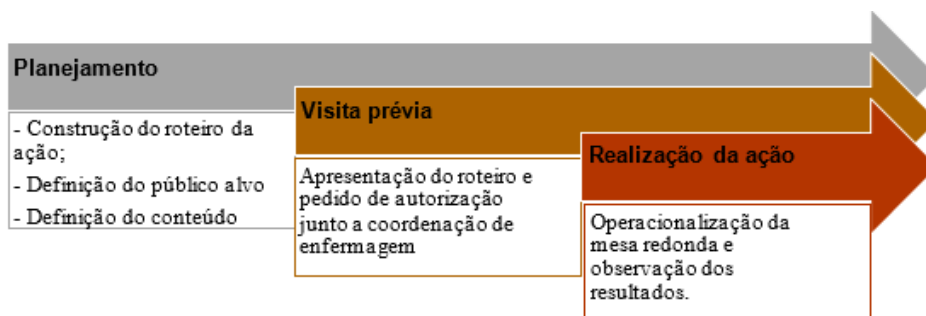 Planejamento
- Construção do roteiro da
ação;
- Definição do público alvo
- Definição do conteúdo
Visita prévia
Apresentação do roteiro e
pedido de autorização
junto a coordenação de
enfermagem
Realização da ação
Operacionalização da
mesa redonda e
observação dos
resultados.